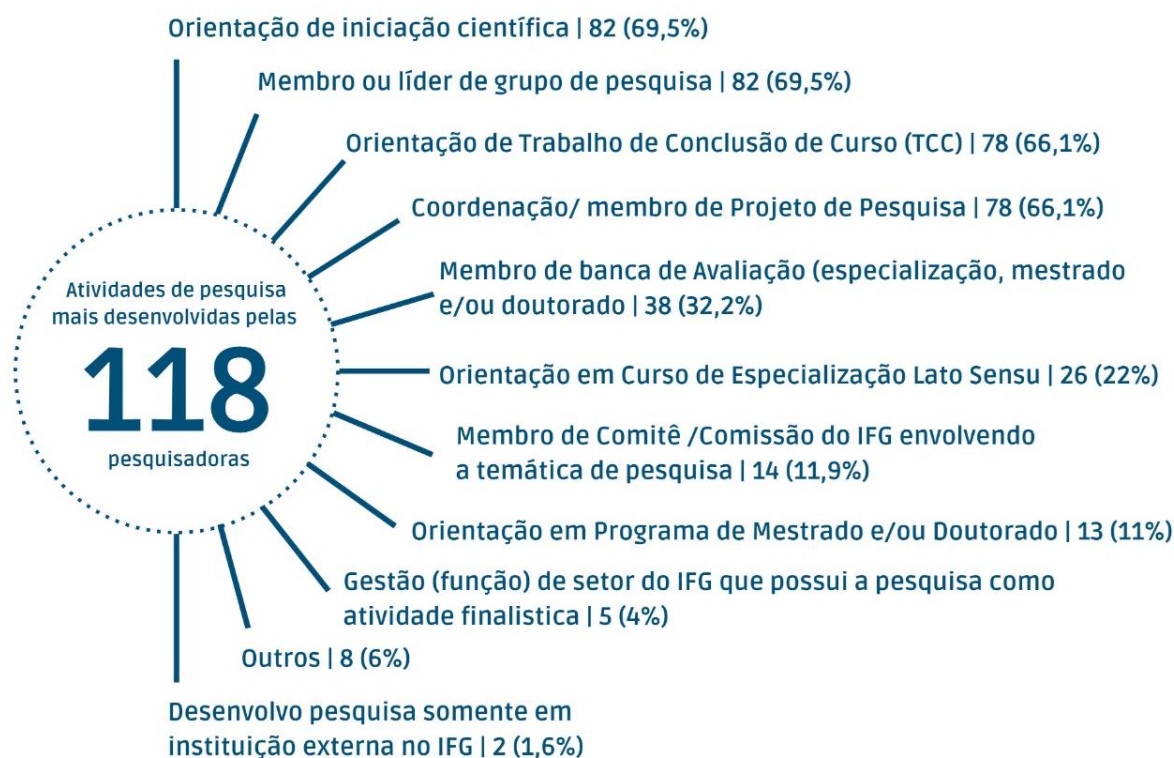 Orientação de iniciação científica | 82 (69,5%)
Membro ou líder de grupo de pesquisa | 82 (69,5%)
Orientação de Trabalho de Conclusão de Curso (TCC) | 78 (66,1%)
Coordenação/ membro de Projeto de Pesquisa | 78 (66,1%)
Membro de banca de Avaliação (especialização, mestrado
e/ou doutorado | 38 (32,2%)
Atividades de pesquisa
mais desenvolvidas pelas
118
pesquisadoras
Orientação em Curso de Especialização Lato Sensu | 26 (22%)
Membro de Comitê /Comissão do IFG envolvendo
a temática de pesquisa | 14 (11,9%)
Orientação em Programa de Mestrado e/ou Doutorado | 13 (11%)
Gestão (função) de setor do IFG que possui a pesquisa como
atividade finalistica | 5 (4%)
Outros | 8 (6%)
Desenvolvo pesquisa somente em
instituição externa no IFG | 2 (1,6%)